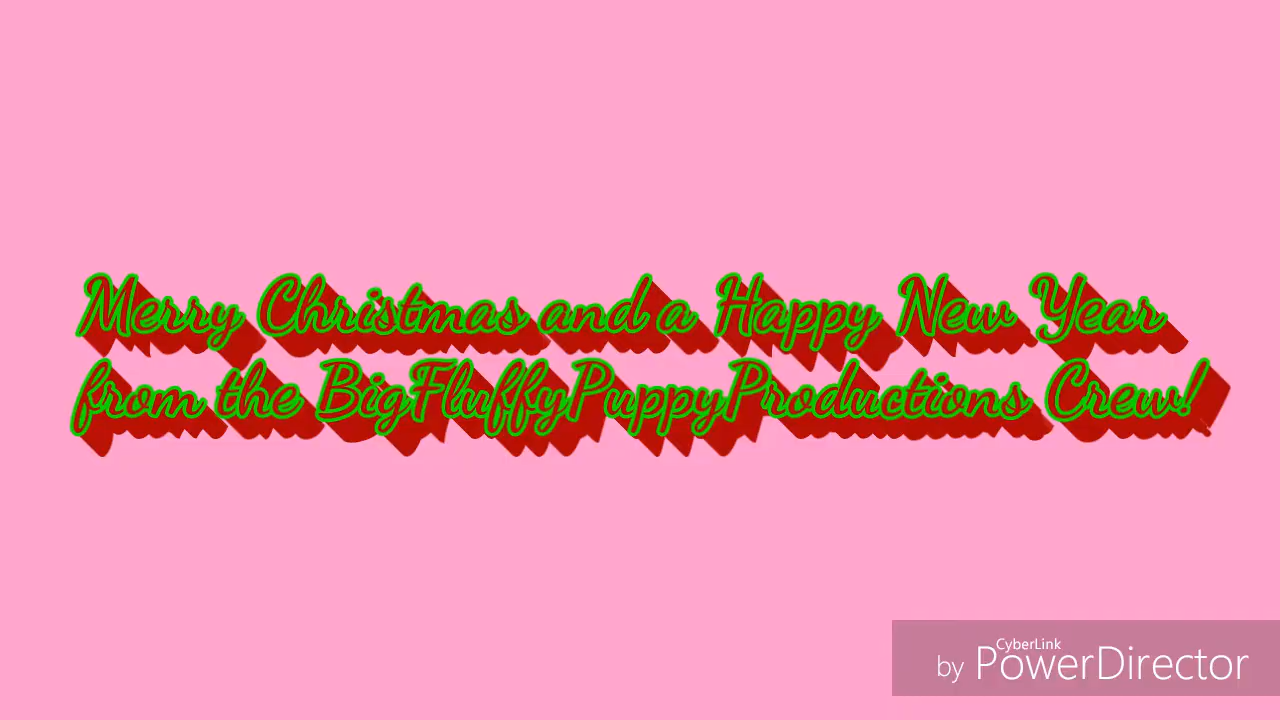 Merry Christmas and a Happy New Year
from the BigFluffyPuppyProductions Crew!
CyberLink
by PowerDirector